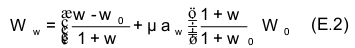 W w = æ ç è w - w 0 / 1 + w + µ a w ö ÷ ø 1 + w / 1 + w 0 W 0 (E.2)